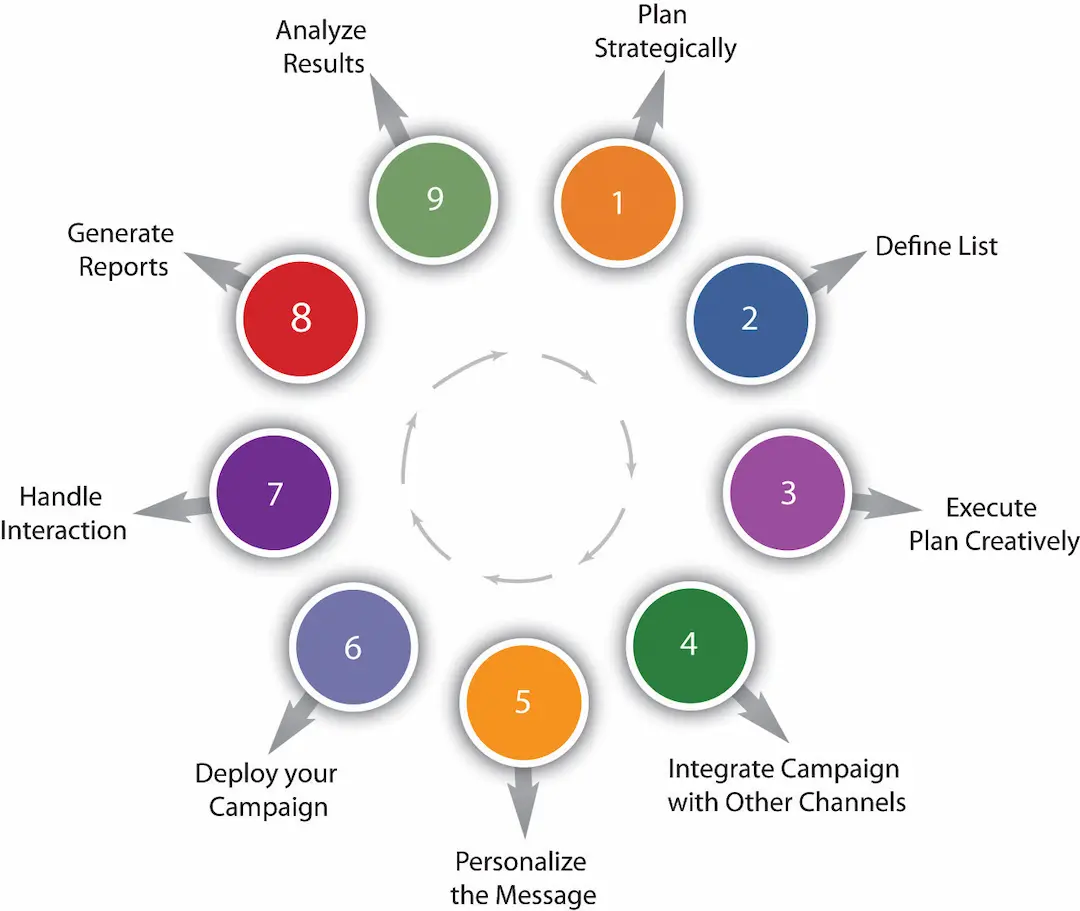 1
Plan
Strategically
2
Define List
3
Execute
Plan Creatively
4
Integrate Campaign
with Other Channels
5
Personalize
the Message
6
Deploy your
Campaign
7
Handle
Interaction
8
Generate
Reports
9
Analyze
Results